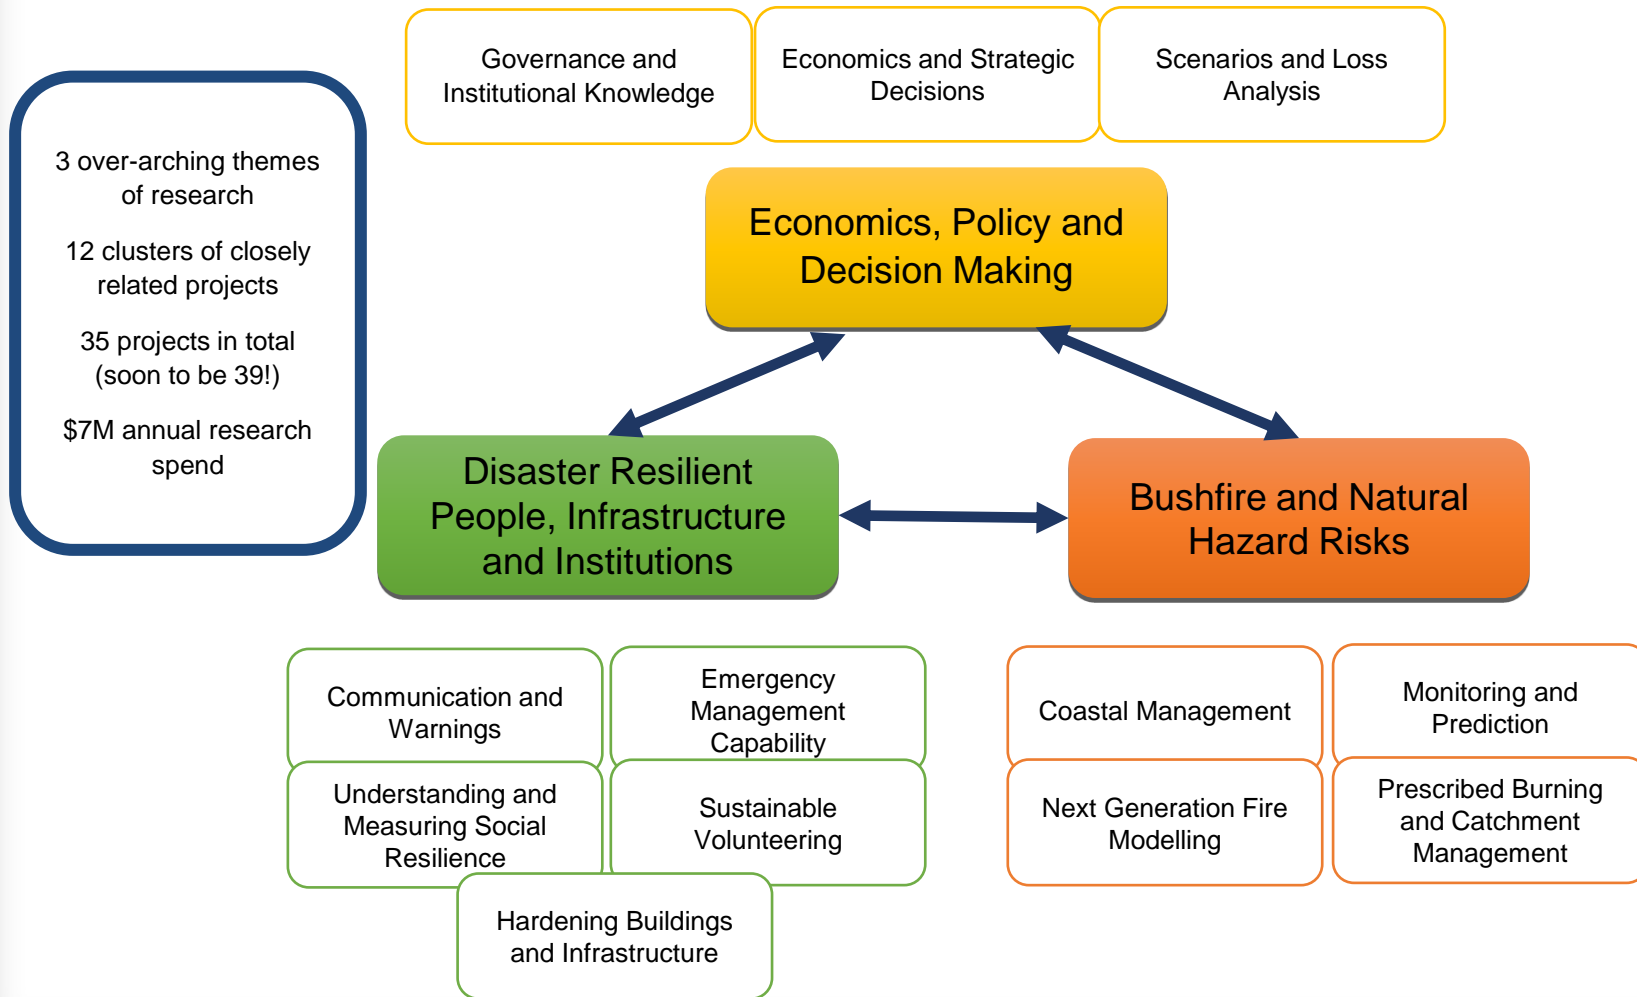 Governance and
Institutional Knowledge
Economics and Strategic
Decisions
Scenarios and Loss
Analysis
3 over-arching themes
of research
12 clusters of closely
related projects
35 projects in total
(soon to be 39!)
$7M annual research
spend
Economics, Policy and
Decision Making
Disaster Resilient
People, Infrastructure
and Institutions
Bushfire and Natural
Hazard Risks
Communication and
Warnings
Emergency
Management
Capability
Understanding and
Measuring Social
Resilience
Sustainable
Volunteering
Hardening Buildings
and Infrastructure
Coastal Management
Monitoring and
Prediction
Next Generation Fire
Modelling
Prescribed Burning
and Catchment
Management